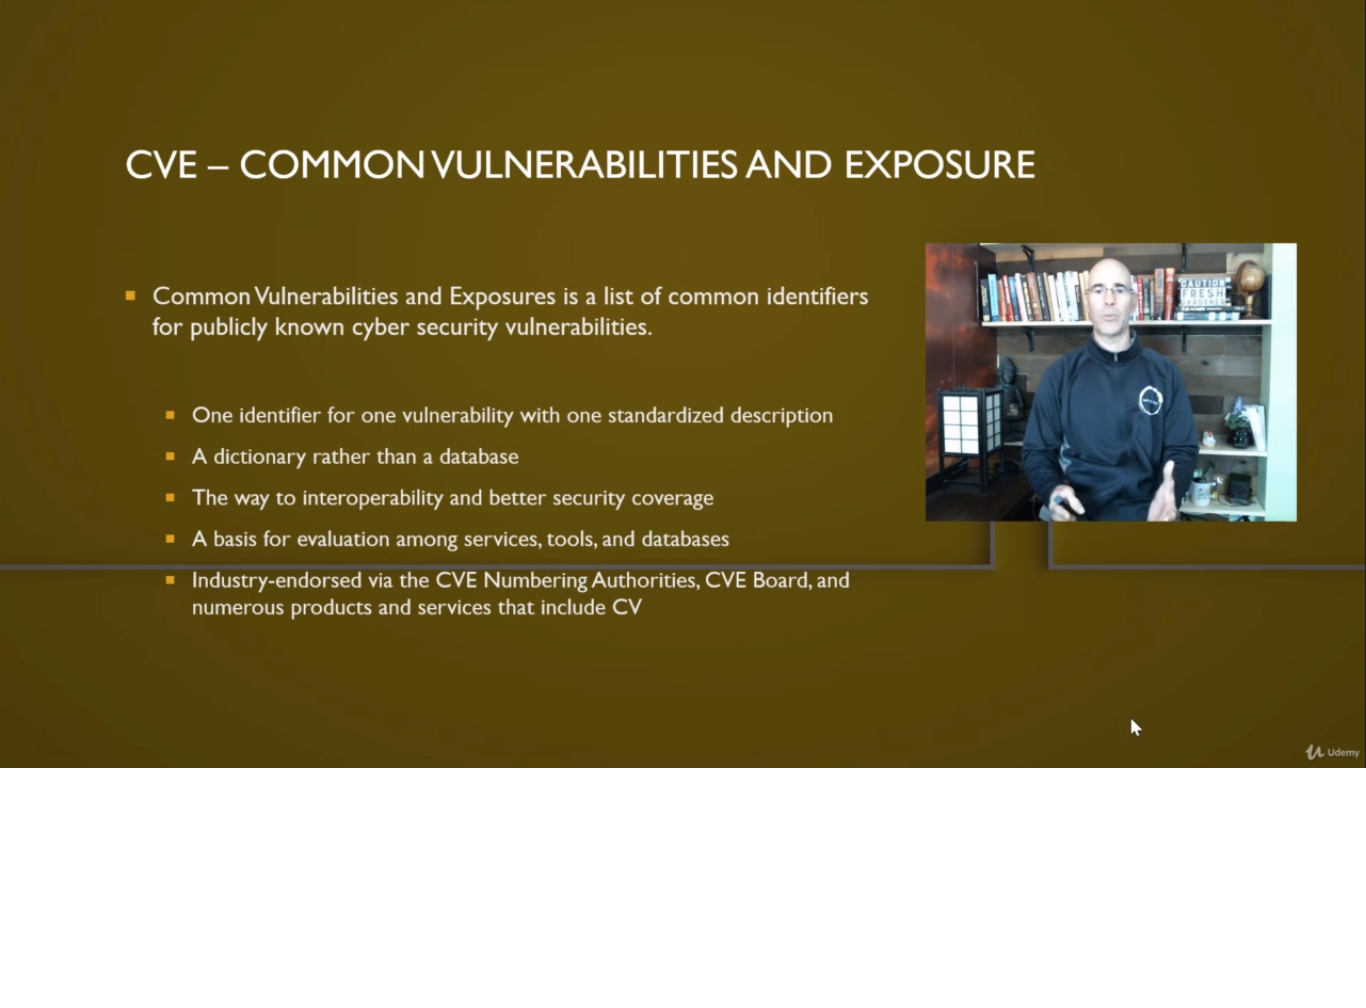 CVE – COMMON VULNERABILITIES AND EXPOSURE
Common Vulnerabilities and Exposures is a list of common identifiers
for publicly known cyber security vulnerabilities.
One identifier for one vulnerability with one standardized description
A dictionary rather than a database
The way to interoperability and better security coverage
A basis for evaluation among services, tools, and databases
Industry-endorsed via the CVE Numbering Authorities, CVE Board, and
numerous products and services that include CV
CAUTION
FRESH
Udemy